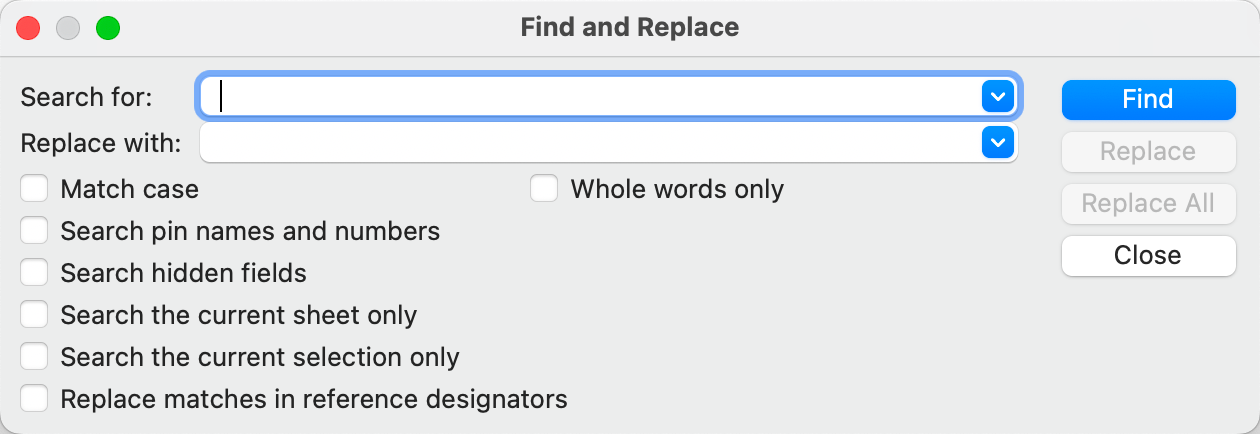 Find and Replace
Search for:
Find
Replace with:
Replace
Match case
Whole words only
Replace All
Search pin names and numbers
Close
Search hidden fields
Search the current sheet only
Search the current selection only
Replace matches in reference designators